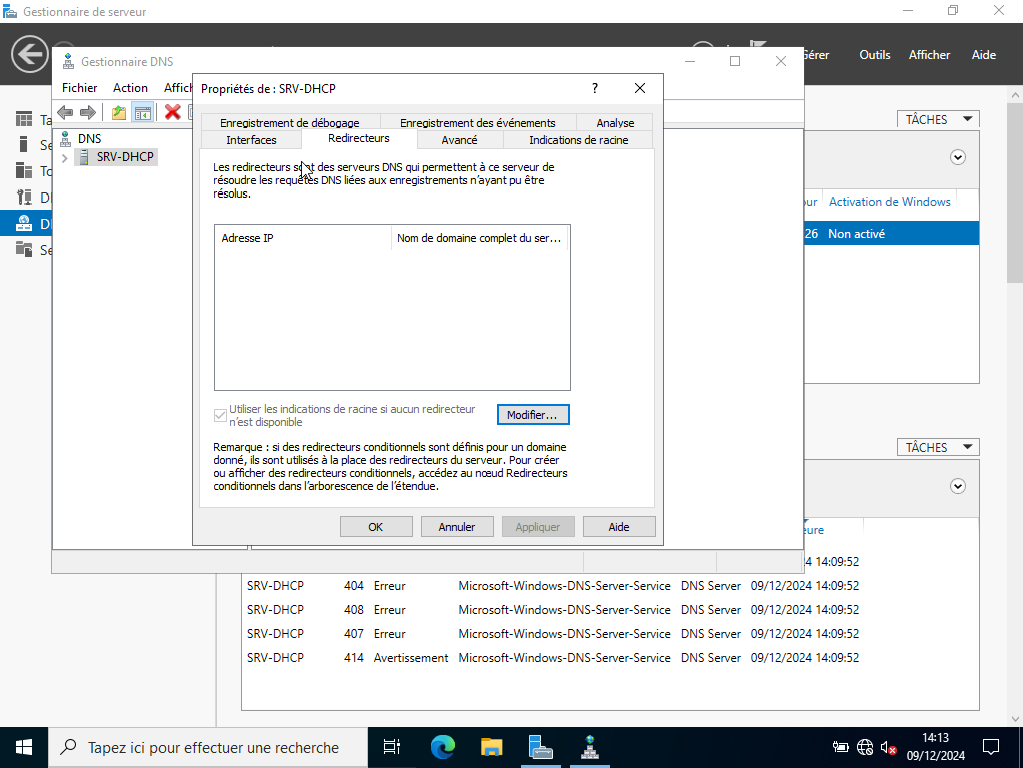 Gestionnaire de serveur
Gérer
Outils
Afficher
Aide
Gestionnaire DNS
Fichier
Action
DNS
SRV-DHCP
Propriétés de : SRV-DHCP
?
Enregistrement de débogage
Enregistrement des événements
Analyse
Interfaces
Redirecteurs
Avancé
Indications de racine
Les redirecteurs sont des serveurs DNS qui permettent à ce serveur de
résoudre les requêtes DNS liées aux enregistrements n'ayant pu être
résolus.
Adresse IP
Nom de domaine complet du ser...
Utiliser les indications de racine si aucun redirecteur
n'est disponible
Modifier...
Remarque : si des redirecteurs conditionnels sont définis pour un domaine
donné, ils sont utilisés à la place des redirecteurs du serveur. Pour créer
ou afficher des redirecteurs conditionnels, accédez au nœud Redirecteurs
conditionnels dans l'arborescence de l'étendue.
OK
Annuler
Appliquer
Aide
TÂCHES
Activation de Windows
26 Non activé
TÂCHES
14:09:52
SRV-DHCP 404 Erreur Microsoft-Windows-DNS-Server-Service DNS Server 09/12/2024 14:09:52
SRV-DHCP 408 Erreur Microsoft-Windows-DNS-Server-Service DNS Server 09/12/2024 14:09:52
SRV-DHCP 407 Erreur Microsoft-Windows-DNS-Server-Service DNS Server 09/12/2024 14:09:52
SRV-DHCP 414 Avertissement Microsoft-Windows-DNS-Server-Service DNS Server 09/12/2024 14:09:52
Tapez ici pour effectuer une recherche
14:13
09/12/2024